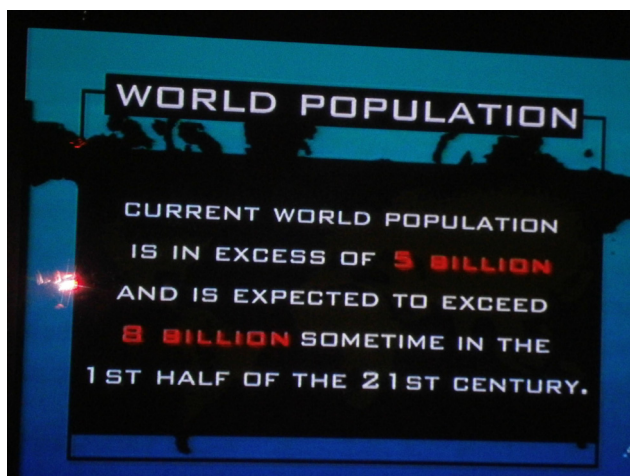 WORLD POPULATION
CURRENT WORLD POPULATION
IS IN EXCESS OF 5 BILLION
AND IS EXPECTED TO EXCEED
8 BILLION SOMETIME IN THE
1ST HALF OF THE 21ST CENTURY.